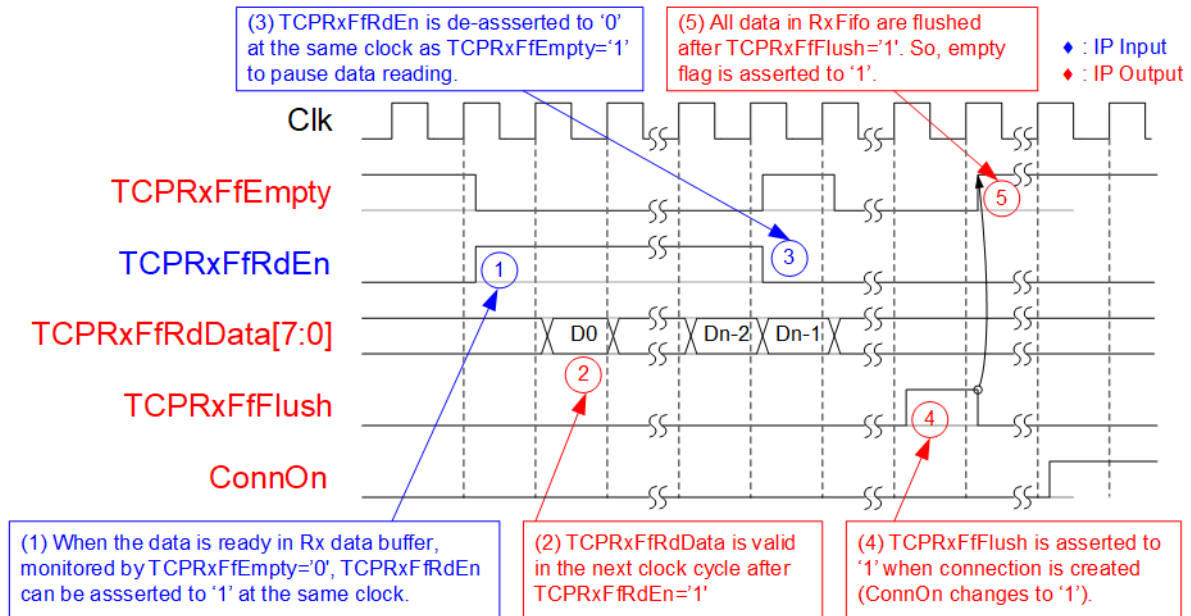 (3) TCPRxFfRdEn is de-assserted to ‘0’
at the same clock as TCPRxFfEmpty=‘1’
to pause data reading.
(5) All data in RxFifo are flushed
after TCPRxFfFlush=’1'. So, empty
flag is asserted to ‘1’.
♦ : IP Input
♦ : IP Output
Clk
TCPRxFfEmpty
5
TCPRxFfRdEn
1
3
TCPRxFfRdData[7:0]
D0
Dn-2
Dn-1
2
TCPRxFfFlush
4
ConnOn
(1) When the data is ready in Rx data buffer,
monitored by TCPRxFfEmpty=’0', TCPRxFfRdEn
can be assserted to ‘1’ at the same clock.
(2) TCPRxFfRdData is valid
in the next clock cycle after
TCPRxFfRdEn=’1'
(4) TCPRxFfFlush is asserted to
‘1’ when connection is created
(ConnOn changes to ‘1’).